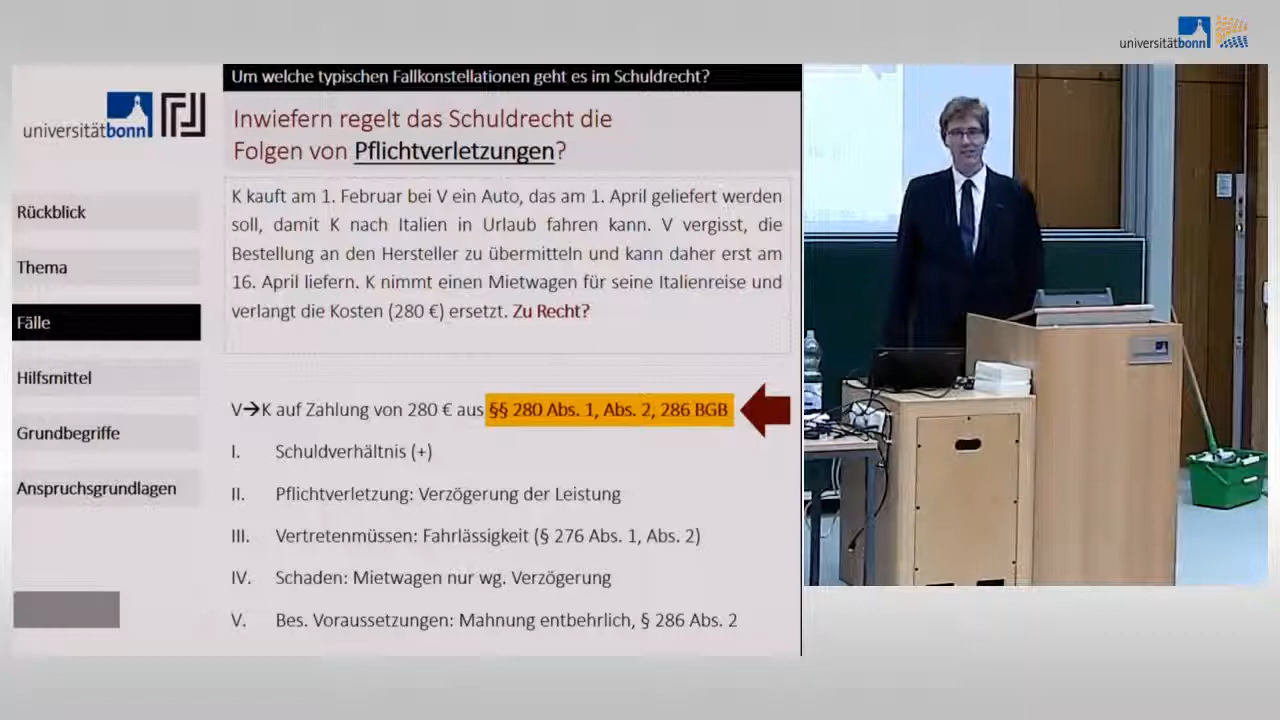 universitätbonn
Um welche typischen Fallkonstellationen geht es im Schuldrecht?
universitätbonn
Inwiefern regelt das Schuldrecht die
Folgen von Pflichtverletzungen?
K kauft am 1. Februar bei V ein Auto, das am 1. April geliefert werden
soll, damit K nach Italien in Urlaub fahren kann. V vergisst, die
Bestellung an den Hersteller zu übermitteln und kann daher erst am
16. April liefern. K nimmt einen Mietwagen für seine Italienreise und
verlangt die Kosten (280 €) ersetzt. Zu Recht?
Rückblick
Thema
Fälle
Hilfsmittel
Grundbegriffe
Anspruchsgrundlagen
V→K auf Zahlung von 280 € aus §§ 280 Abs. 1, Abs. 2, 286 BGB
I. Schuldverhältnis (+)
II. Pflichtverletzung: Verzögerung der Leistung
III. Vertretenmüssen: Fahrlässigkeit (§ 276 Abs. 1, Abs. 2)
IV. Schaden: Mietwagen nur wg. Verzögerung
V. Bes. Voraussetzungen: Mahnung entbehrlich, § 286 Abs. 2